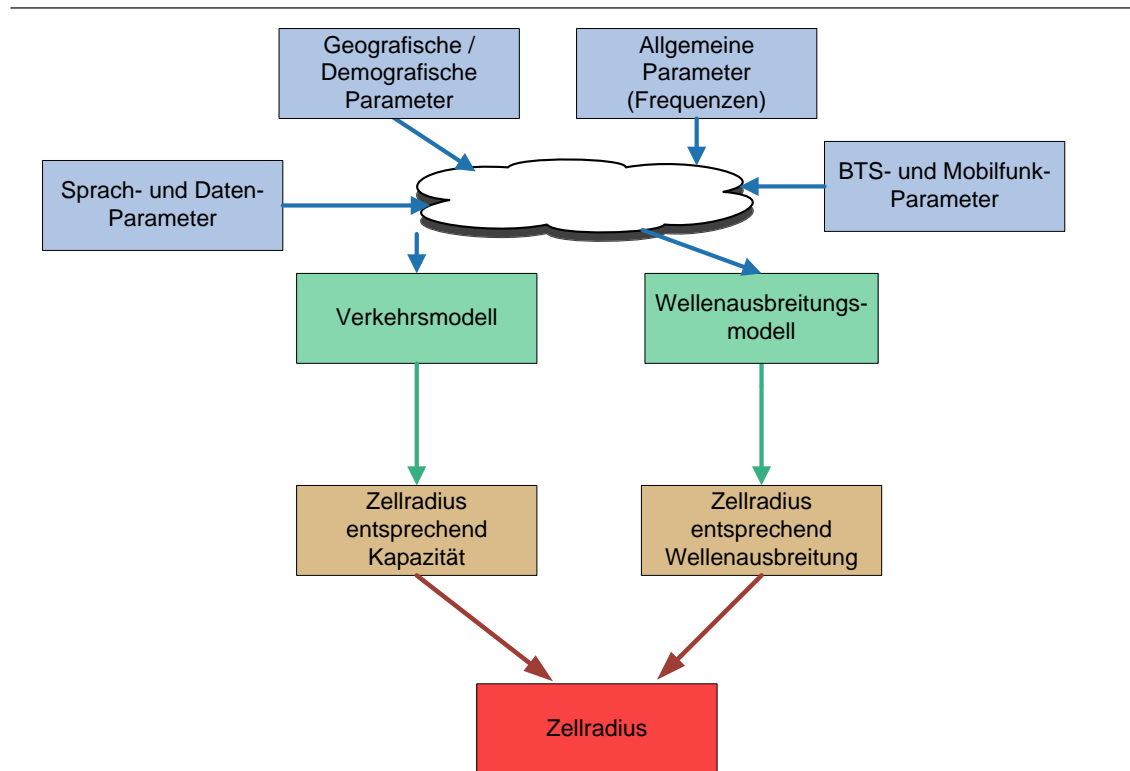 Geografische /
Demografische
Parameter
Allgemeine
Parameter
(Frequenzen)
Sprach- und Daten-
Parameter
BTS- und Mobilfunk-
Parameter
Verkehrsmodell
Wellenausbreitungs-
modell
Zellradius
entsprechend
Kapazität
Zellradius
entsprechend
Wellenausbreitung
Zellradius